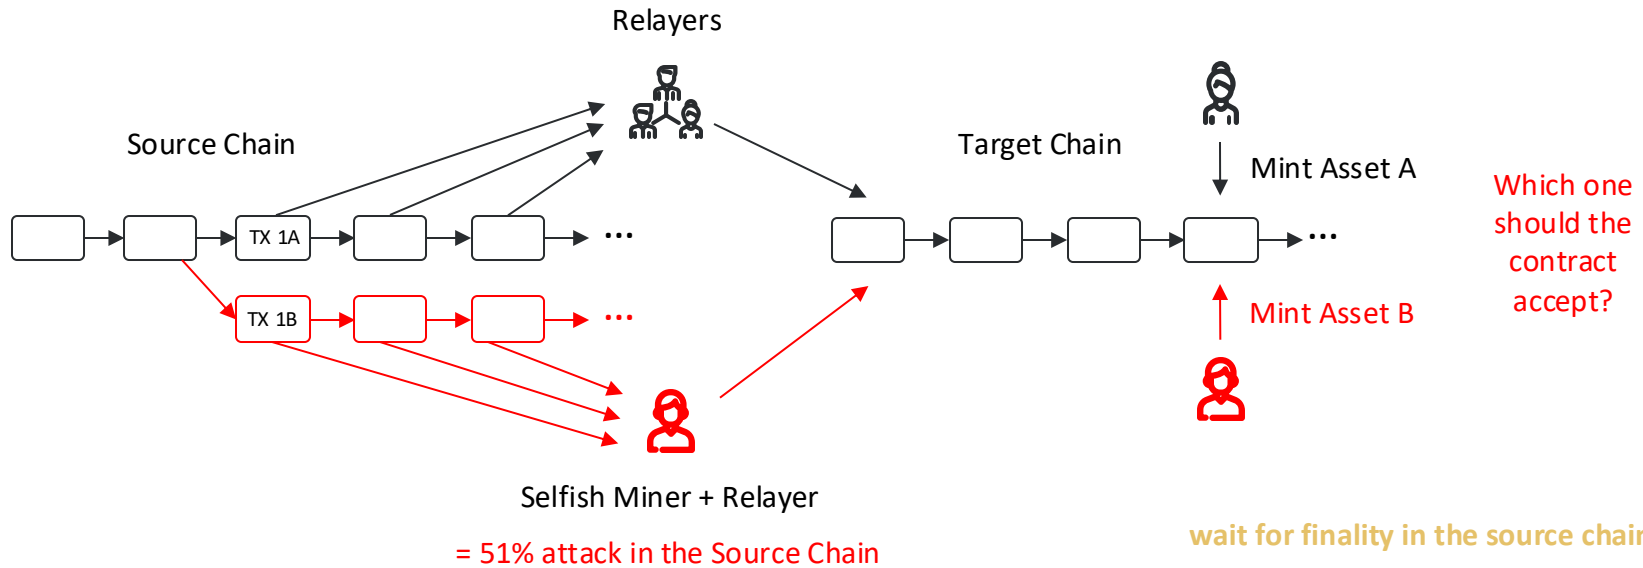 Relayers
Source Chain
Target Chain
Mint Asset A
Which one
should the
contract
accept?
TX 1A
...
...
TX 1B
...
Mint Asset B
Selfish Miner + Relayer
= 51% attack in the Source Chain
wait for finality in the source chain